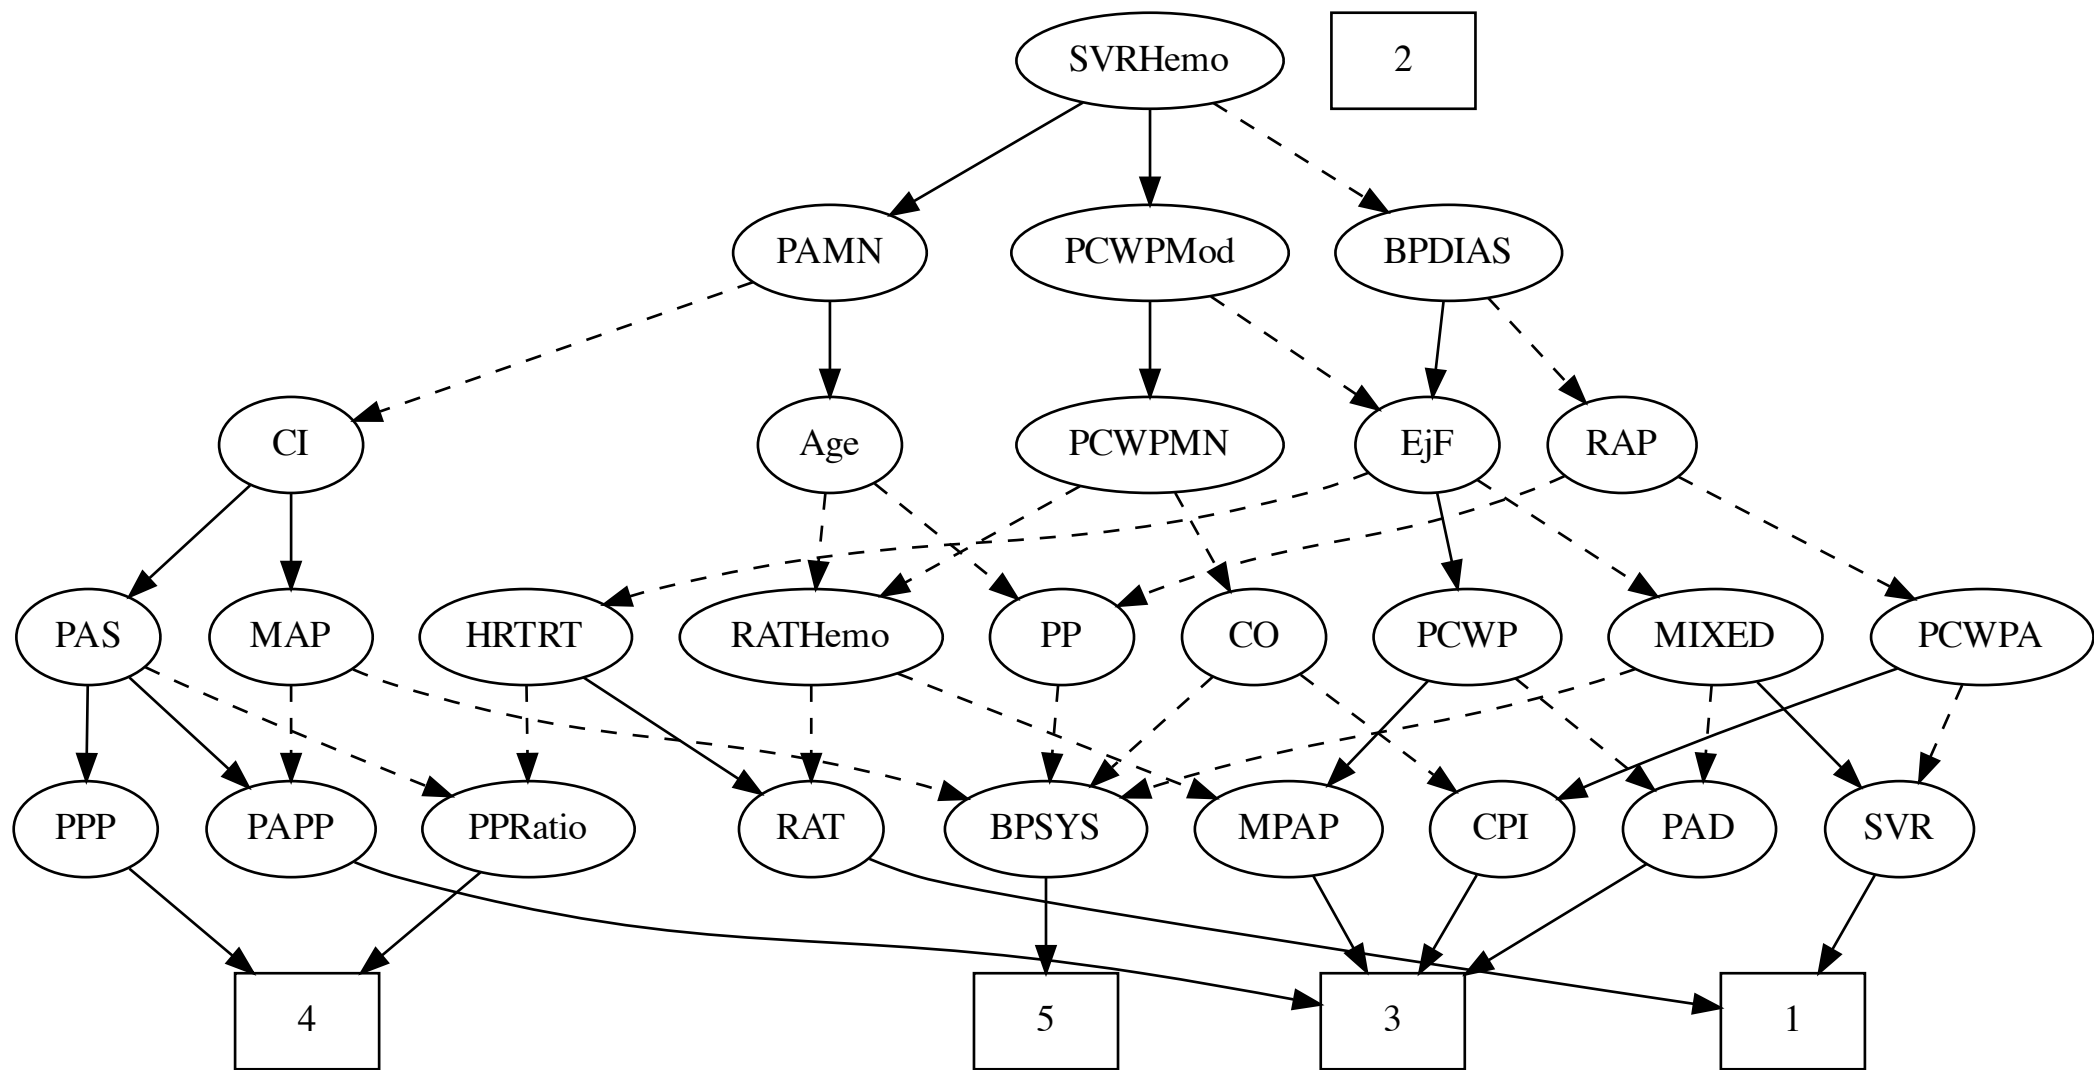 SVRHemo
2
PAMN
PCWPMod
BPDIAS
CI
Age
PCWPMN
EjF
RAP
PAS
MAP
HRTRT
RATHemo
PP
CO
PCWP
MIXED
PCWPA
PPP
PAPP
PPRatio
RAT
BPSYS
MPAP
CPI
PAD
SVR
4
5
3
1